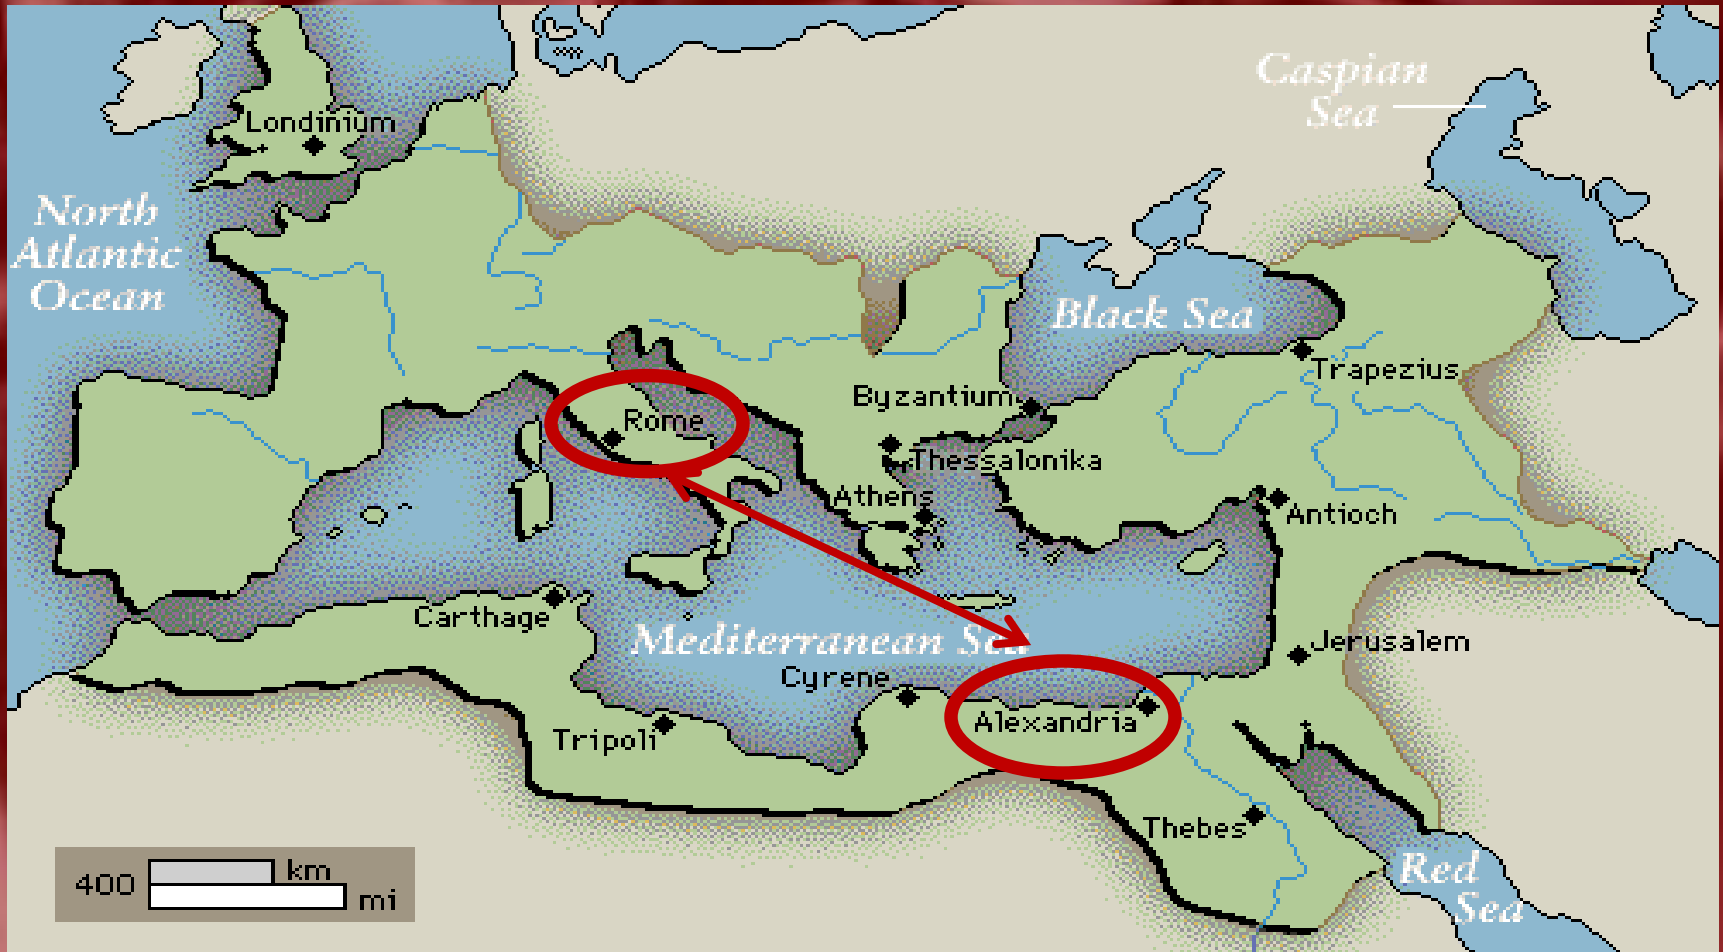 Londinium
Caspian
Sea
North
Atlantic
Ocean
Black Sea
Trapezius
Byzantium
Rome
Thessalonika
Athens
Antioch
Carthage
Mediterranean Sea
Jerusalem
Cyrene
Alexandria
Tripoli
Thebes
Red
Sea
400 km
mi